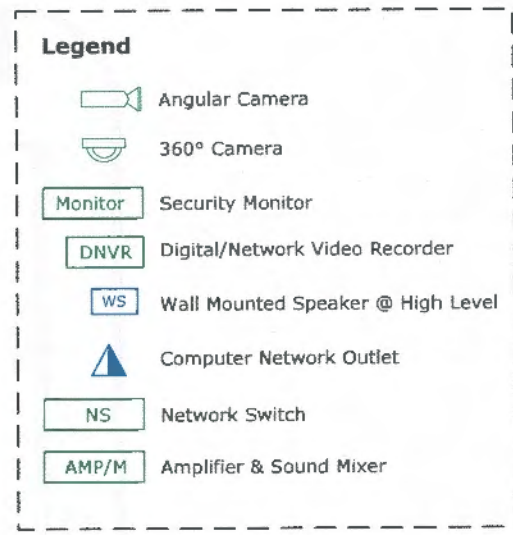 Legend
Angular Camera
360° Camera
Monitor Security Monitor
DNVR Digital/Network Video Recorder
WS Wall Mounted Speaker @ High Level
Computer Network Outlet
NS Network Switch
AMP/M Amplifier & Sound Mixer